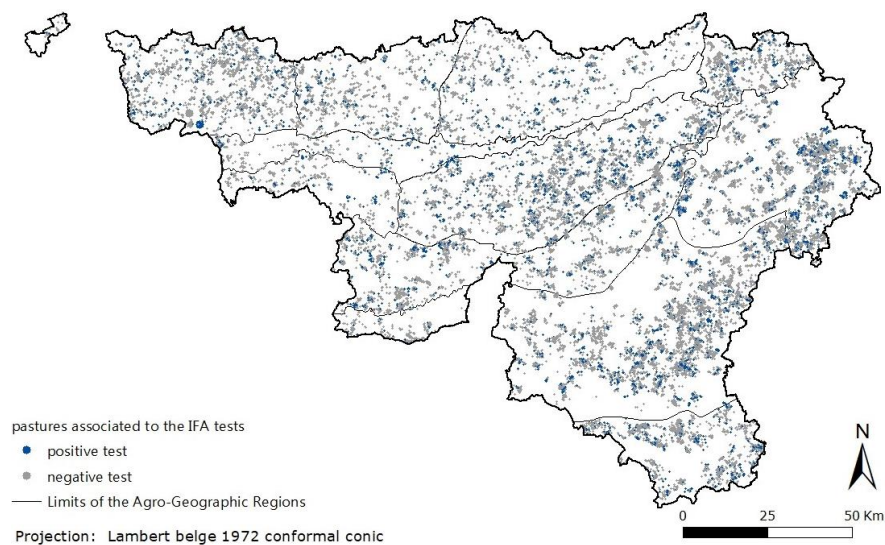 pastures associated to the IFA tests
positive test
negative test
Limits of the Agro-Geographic Regions
Projection: Lambert belge 1972 conformal conic
N
0 25 50 Km